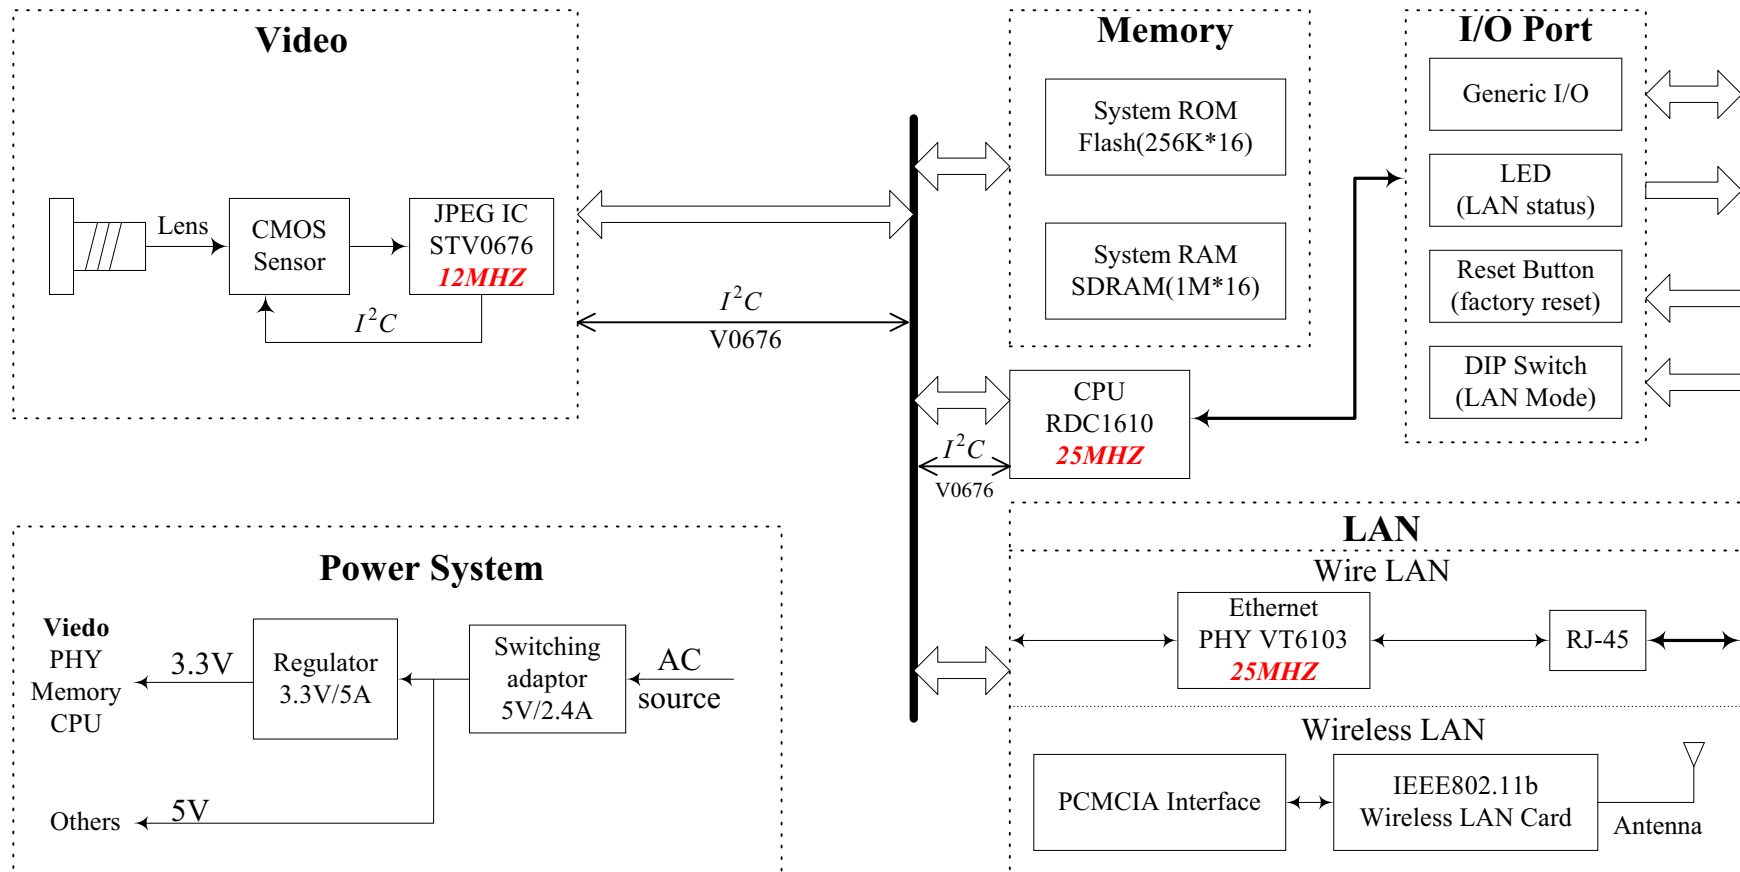 Video
Lens
CMOS
Sensor
JPEG IC
STV0676
12MHZ
I²C
I²C
V0676
Memory
System ROM
Flash(256K*16)
System RAM
SDRAM(1M*16)
CPU
RDC1610
25MHZ
I²C
V0676
I/O Port
Generic I/O
LED
(LAN status)
Reset Button
(factory reset)
DIP Switch
(LAN Mode)
Power System
Viedo
PHY
Memory
CPU
3.3V
Regulator
3.3V/5A
Switching
adaptor
5V/2.4A
AC
source
Others
5V
LAN
Wire LAN
Ethernet
PHY VT6103
25MHZ
RJ-45
Wireless LAN
PCMCIA Interface
IEEE802.11b
Wireless LAN Card
Antenna